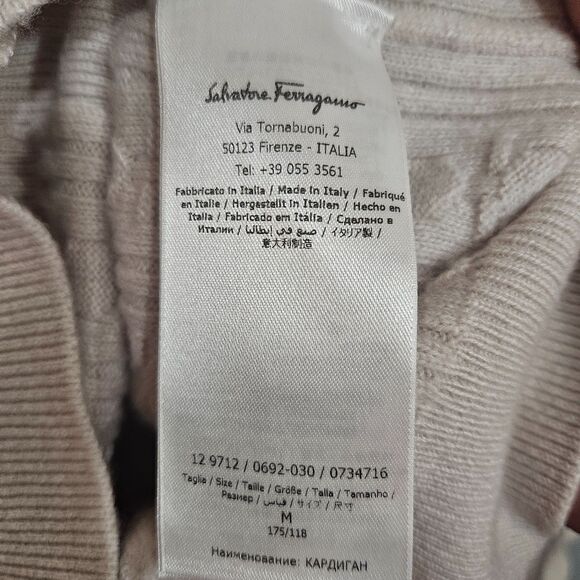 Salvatore Ferragamo
Via Tornabuoni, 2
50123 Firenze - ITALIA
Tel: +39 055 3561
Fabbricato in Italia / Made in Italy / Fabriqué
en Italie / Hergestellt in Italien / Hecho en
Italia / Fabricado em Itália / Сделано в
Италии / صنع في إيطاليا / イタリア製 /
意大利制造
12 9712 / 0692-030 / 0734716
Taglia / Size / Taille / Größe / Talla / Tamanho /
Размер / قياس / サイズ / 尺寸
M
175/118
Наименование: КАРДИГАН